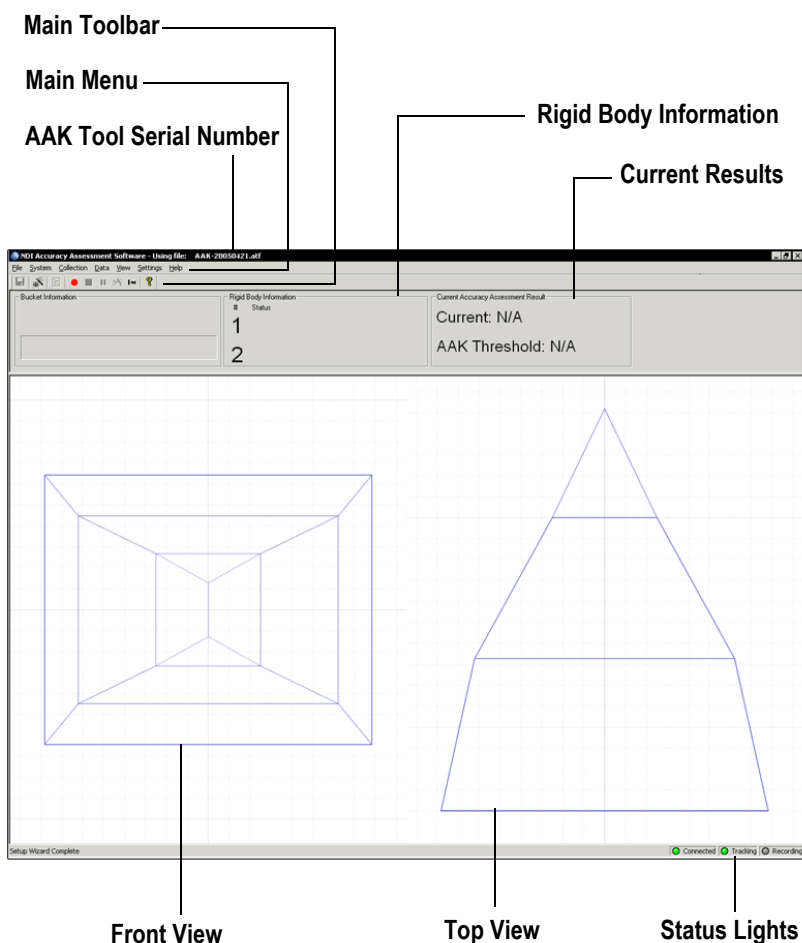 Main Toolbar
Main Menu
AAK Tool Serial Number
Rigid Body Information
Current Results
NDI Accuracy Assessment Software - Using file: AAK-20050421.atf
File System Collection Data View Settings Help
Bucket Information
Rigid Body Information
# Status
1
2
Current Accuracy Assessment Result
Current: N/A
AAK Threshold: N/A
Setup Wizard Complete
Connected Tracking Recording
Front View
Top View
Status Lights